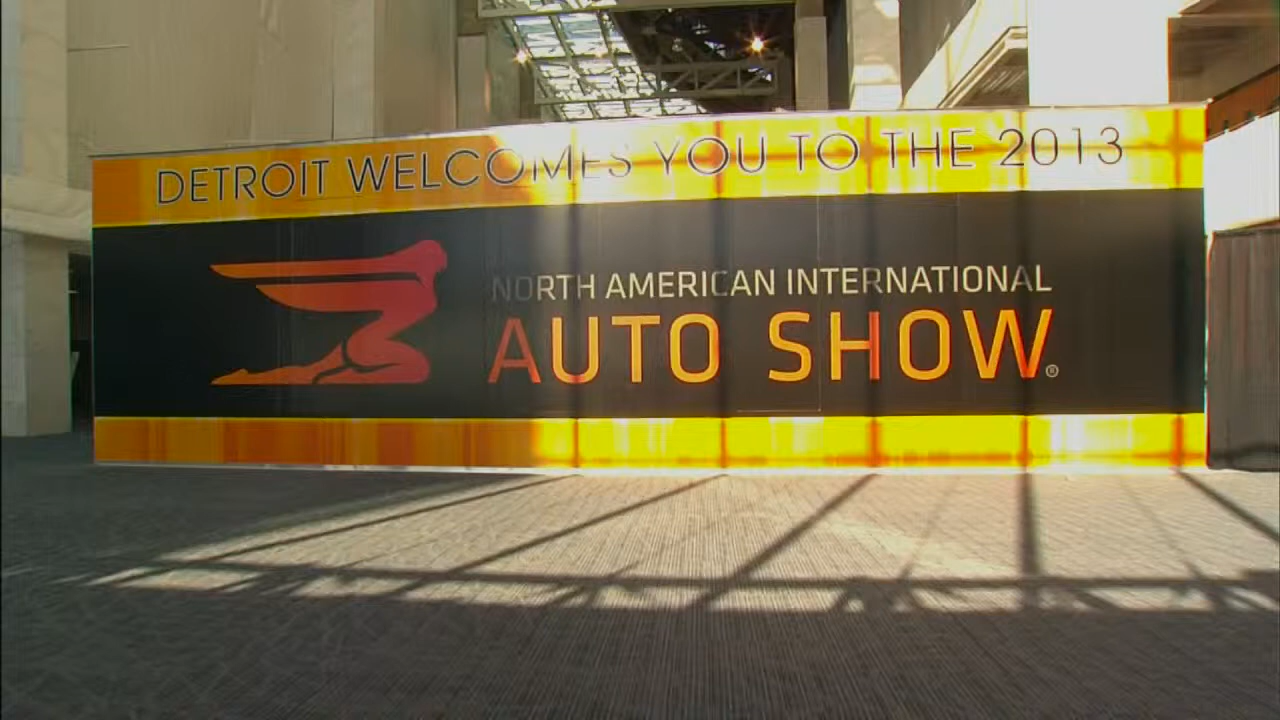 DETROIT WELCOMES YOU TO THE 2013
NORTH AMERICAN INTERNATIONAL
AUTO SHOW®